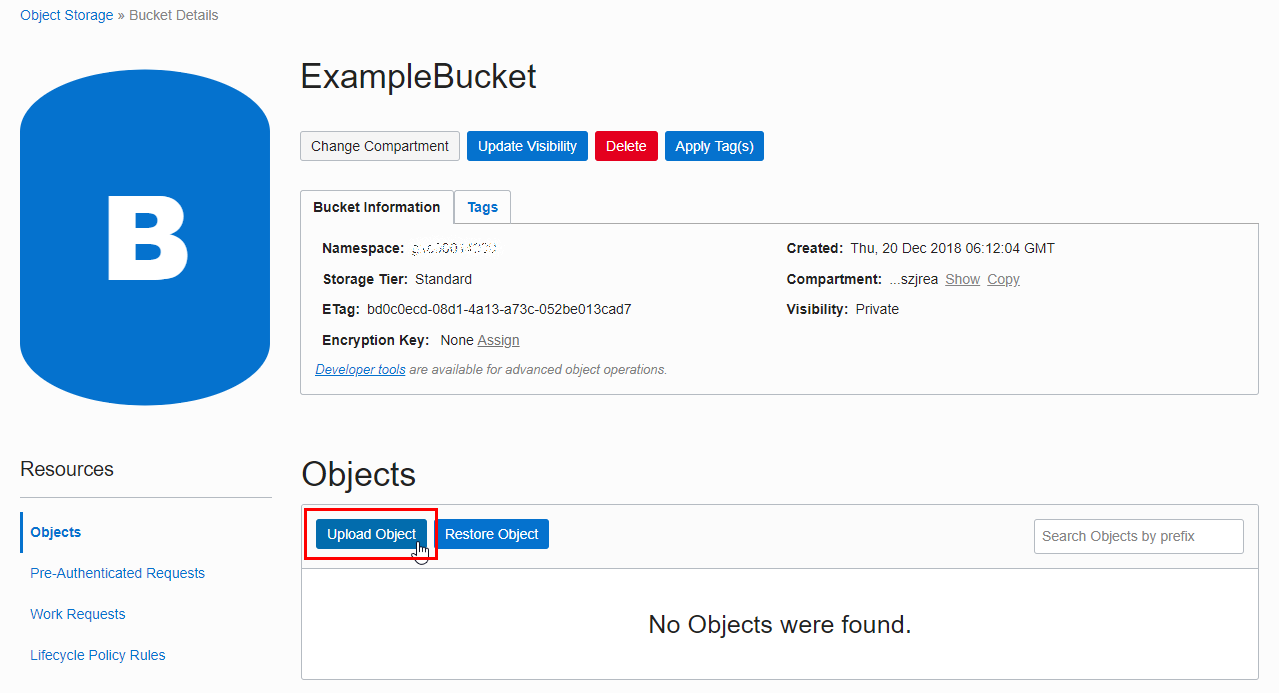 Object Storage » Bucket Details
B
ExampleBucket
Change Compartment Update Visibility Delete Apply Tag(s)
Bucket Information Tags
Namespace:
Created: Thu, 20 Dec 2018 06:12:04 GMT
Storage Tier: Standard
Compartment: ...szjrea Show Copy
ETag: bd0c0ecd-08d1-4a13-a73c-052be013cad7
Visibility: Private
Encryption Key: None Assign
Developer tools are available for advanced object operations.
Resources
Objects
Pre-Authenticated Requests
Work Requests
Lifecycle Policy Rules
Objects
Upload Object Restore Object Search Objects by prefix
No Objects were found.